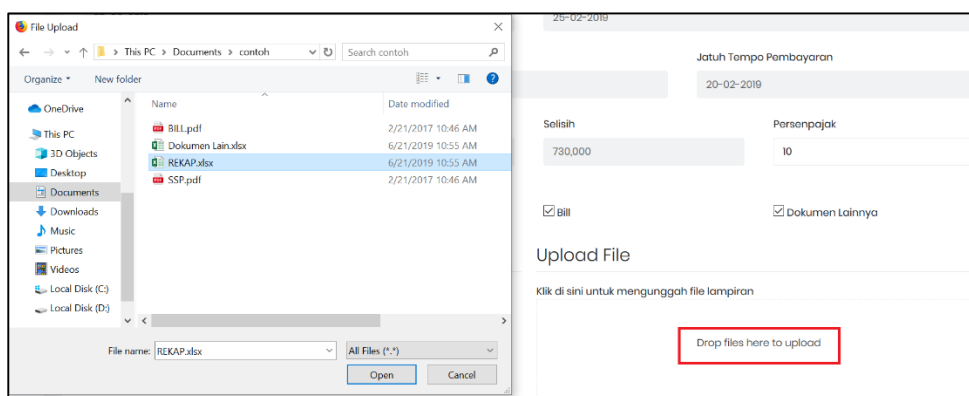 File Upload
This PC > Documents > contoh
Search contoh
Organize
New folder
Name
Date modified
OneDrive
This PC
3D Objects
Desktop
Documents
Downloads
Music
Pictures
Videos
Local Disk (C:)
Local Disk (D:)
BILL.pdf 2/21/2017 10:46 AM
Dokumen Lain.xlsx 6/21/2019 10:55 AM
REKAP.xlsx 6/21/2019 10:55 AM
SSP.pdf 2/21/2017 10:46 AM
File name: REKAP.xlsx
All Files (*.*)
Open
Cancel
25-02-2019
Jatuh Tempo Pembayaran
20-02-2019
Selisih
Persenpajak
730,000
10
Bill
Dokumen Lainnya
Upload File
Klik di sini untuk mengunggah file lampiran
Drop files here to upload